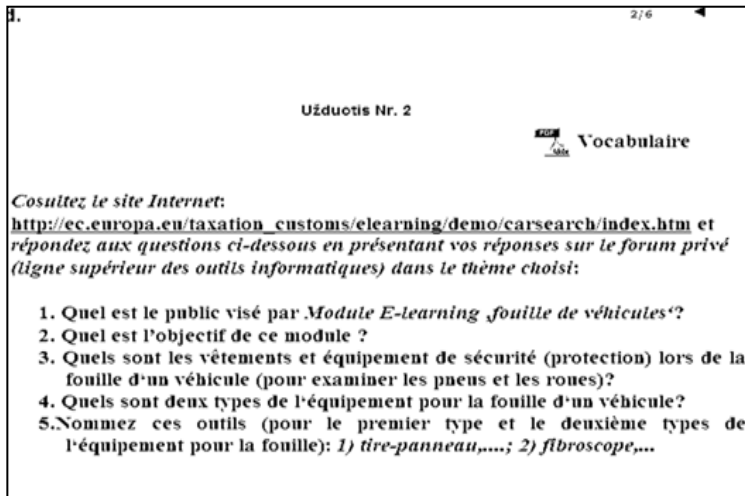 d.
2/6
Užduotis Nr. 2
PDF
Vocabulaire
Cosultez le site Internet:
http://ec.europa.eu/taxation_customs/elearning/demo/carsearch/index.htm et
répondez aux questions ci-dessous en présentant vos réponses sur le forum privé
(ligne supérieur des outils informatiques) dans le thème choisi:
1. Quel est le public visé par Module E-learning ‚fouille de véhicules‘?
2. Quel est l’objectif de ce module ?
3. Quels sont les vêtements et équipement de sécurité (protection) lors de la
fouille d‘un véhicule (pour examiner les pneus et les roues)?
4. Quels sont deux types de l‘équipement pour la fouille d‘un véhicule?
5.Nommez ces outils (pour le premier type et le deuxième types de
l‘équipement pour la fouille): 1) tire-panneau,....; 2) fibroscope,...